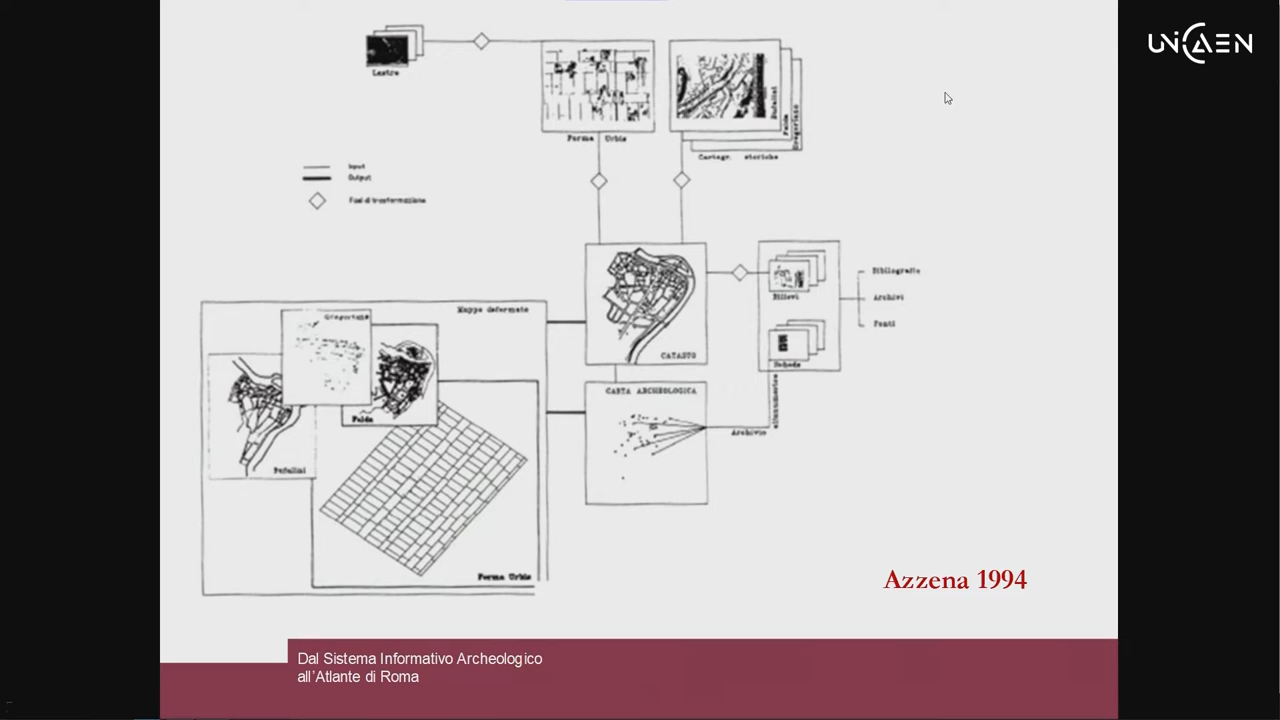 UNICAEN
Lastre
Forma Urbis
Bufalini
Falda
Gregoriano
Cartogr. storiche
Input
Output
Fasi di trasformazione
Bibliografie
Archivi
Fonti
Rilievi
Schede
Mappe deformate
Gregoriano
CATASTO
CARTA ARCHEOLOGICA
Falda
Archivio
alfanumerico
Bufalini
Forma Urbis
Azzena 1994
Dal Sistema Informativo Archeologico
all'Atlante di Roma